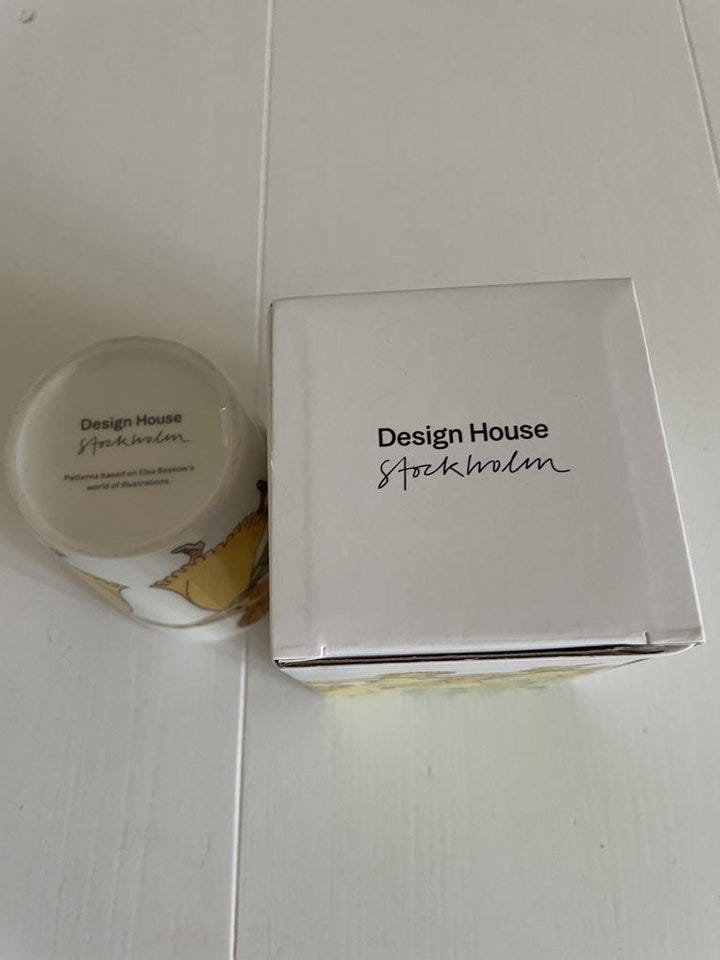 Design House
Stockholm
Patterns based on Elsa Beskow's
world of illustrations.
Design House
Stockholm